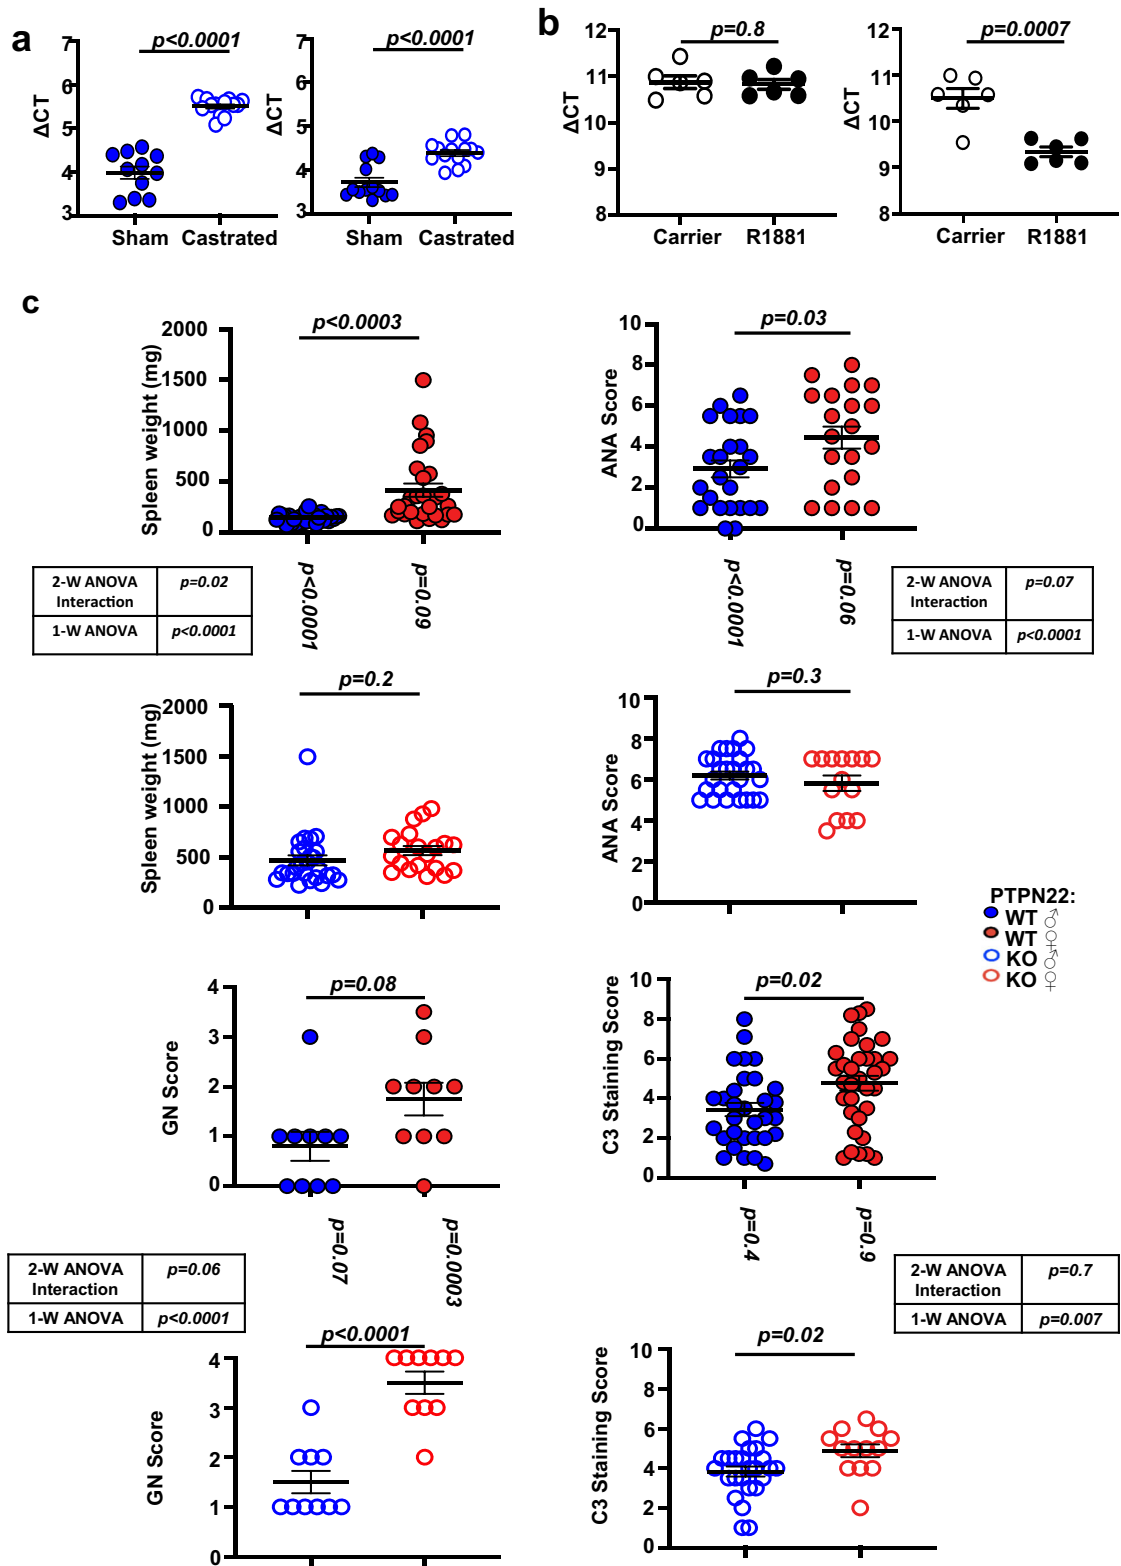 a
b
7
6
5
4
3
ΔCT
p<0.0001
Sham Castrated
7
6
5
4
3
ΔCT
p<0.0001
Sham Castrated
12
11
10
9
8
ΔCT
p=0.8
Carrier R1881
12
11
10
9
8
ΔCT
p=0.0007
Carrier R1881
c
2000
1500
1000
500
0
Spleen weight (mg)
p<0.0003
p<0.0001
p=0.09
2-W ANOVA Interaction p=0.02
1-W ANOVA p<0.0001
10
8
6
4
2
0
ANA Score
p=0.03
p<0.0001
p=0.06
2-W ANOVA Interaction p=0.07
1-W ANOVA p<0.0001
2000
1500
1000
500
0
Spleen weight (mg)
p=0.2
10
8
6
4
2
0
ANA Score
p=0.3
PTPN22:
WT ♂
WT ♀
KO ♂
KO ♀
4
3
2
1
0
GN Score
p=0.08
p=0.07
p=0.0003
2-W ANOVA Interaction p=0.06
1-W ANOVA p<0.0001
10
8
6
4
2
0
C3 Staining Score
p=0.02
p=0.4
p=0.9
2-W ANOVA Interaction p=0.7
1-W ANOVA p=0.007
4
3
2
1
0
GN Score
p<0.0001
10
8
6
4
2
0
C3 Staining Score
p=0.02